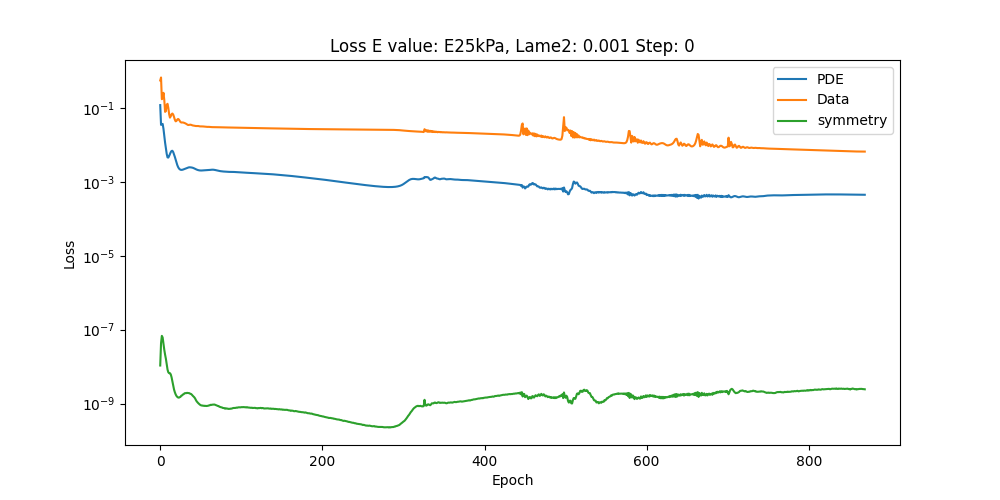 Loss E value: E25kPa, Lame2: 0.001 Step: 0
PDE
Data
symmetry
10⁻¹
10⁻³
10⁻⁵
10⁻⁷
10⁻⁹
Loss
0 200 400 600 800
Epoch